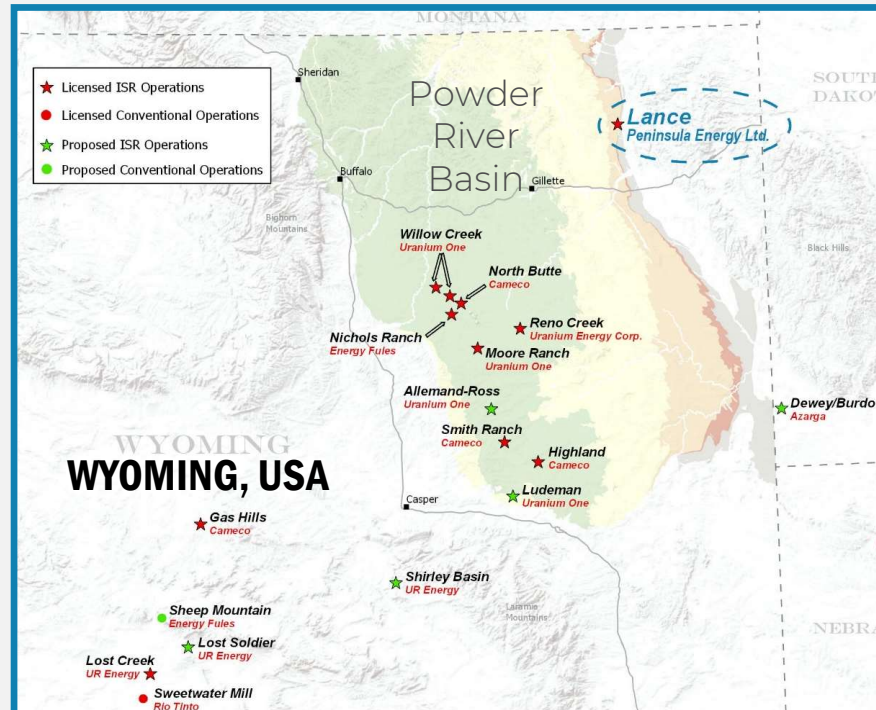 MONTANA
Sheridan
Licensed ISR Operations
Licensed Conventional Operations
Proposed ISR Operations
Proposed Conventional Operations
Powder
River
Basin
SOUTH
DAKOTA
Lance
Peninsula Energy Ltd.
Buffalo
Gillette
Bighorn
Mountains
Black Hills
Willow Creek
Uranium One
North Butte
Cameco
Nichols Ranch
Energy Fules
Reno Creek
Uranium Energy Corp.
Moore Ranch
Uranium One
Allemand-Ross
Uranium One
Dewey/Burdo
Azarga
Smith Ranch
Cameco
Highland
Cameco
WYOMING
WYOMING, USA
Ludeman
Uranium One
Casper
Gas Hills
Cameco
Shirley Basin
UR Energy
Laramie
Mountains
Sheep Mountain
Energy Fules
Lost Soldier
UR Energy
NEBRA
Lost Creek
UR Energy
Sweetwater Mill
Rio Tinto